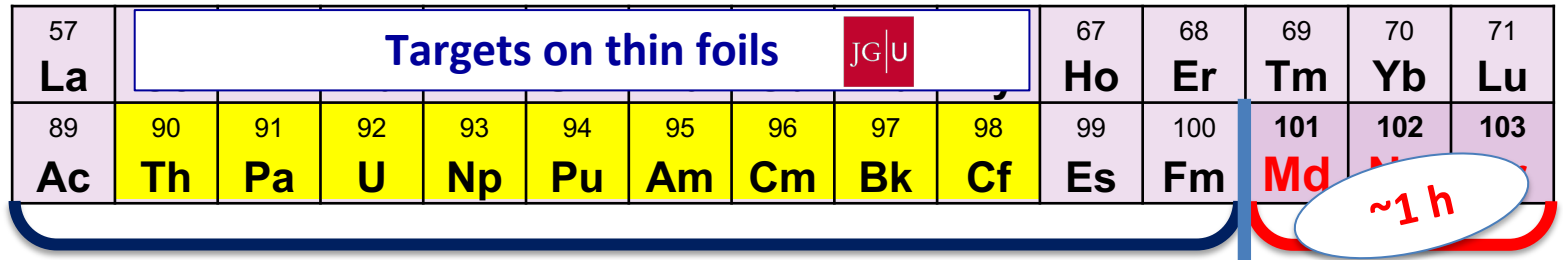 57 Targets on thin foils JG|U 67 68 69 70 71
La Ho Er Tm Yb Lu
89 90 91 92 93 94 95 96 97 98 99 100 101 102 103
Ac Th Pa U Np Pu Am Cm Bk Cf Es Fm Md
~1 h